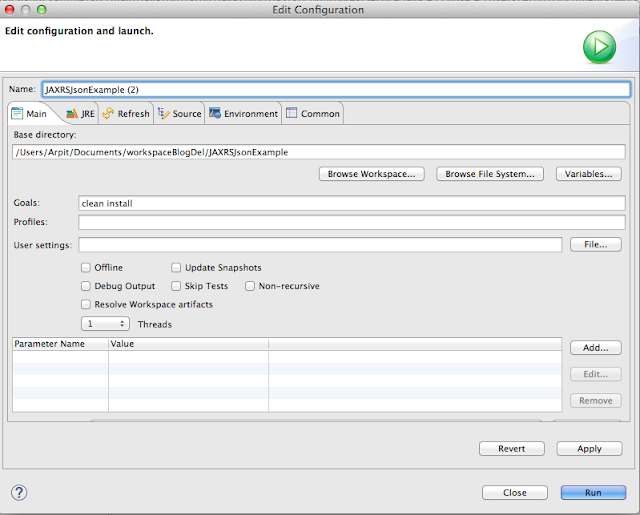 Edit Configuration
Edit configuration and launch.
Name: JAXRSJsonExample (2)
Main JRE Refresh Source Environment Common
Base directory:
/Users/Arpit/Documents/workspaceBlogDel/JAXRSJsonExample
Browse Workspace... Browse File System... Variables...
Goals: clean install
Profiles:
User settings: File...
Offline Update Snapshots
Debug Output Skip Tests Non-recursive
Resolve Workspace artifacts
1 Threads
Parameter Name Value Add...
Edit...
Remove
Revert Apply
? Close Run